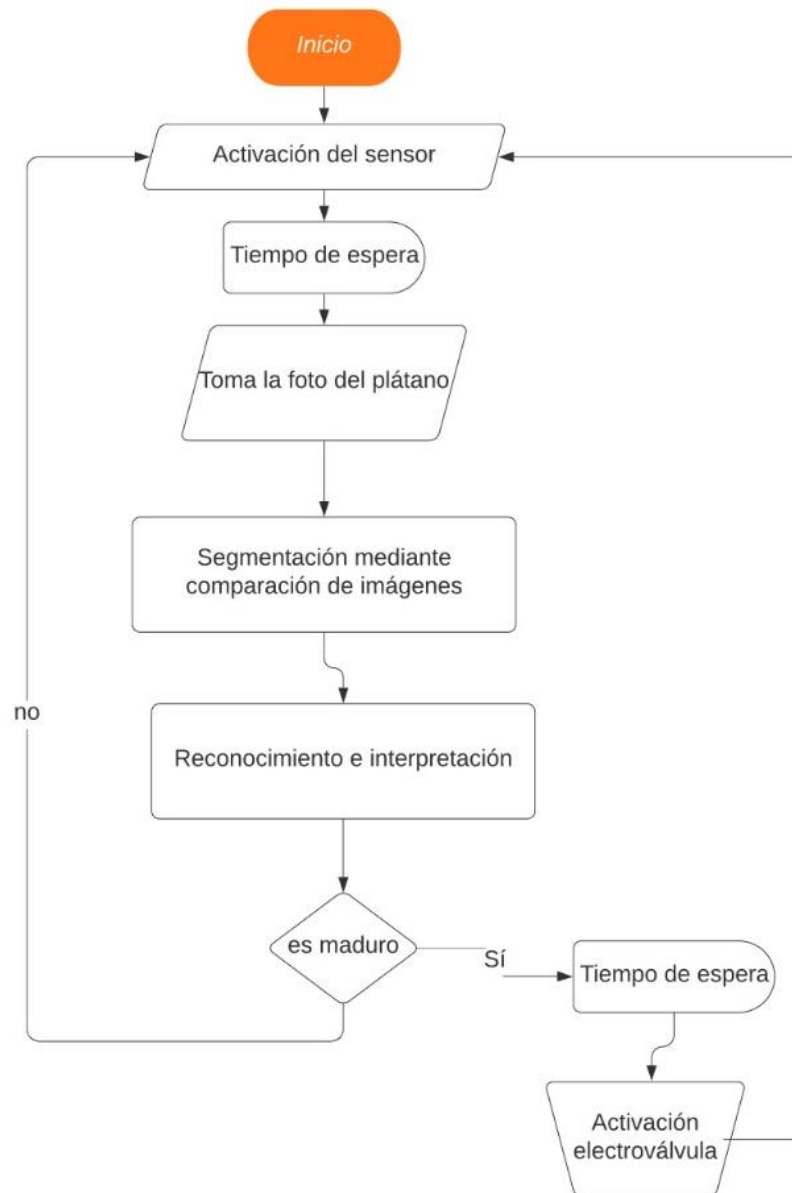 Inicio
Activación del sensor
Tiempo de espera
Toma la foto del plátano
Segmentación mediante
comparación de imágenes
no
Reconocimiento e interpretación
es maduro
Sí
Tiempo de espera
Activación
electroválvula